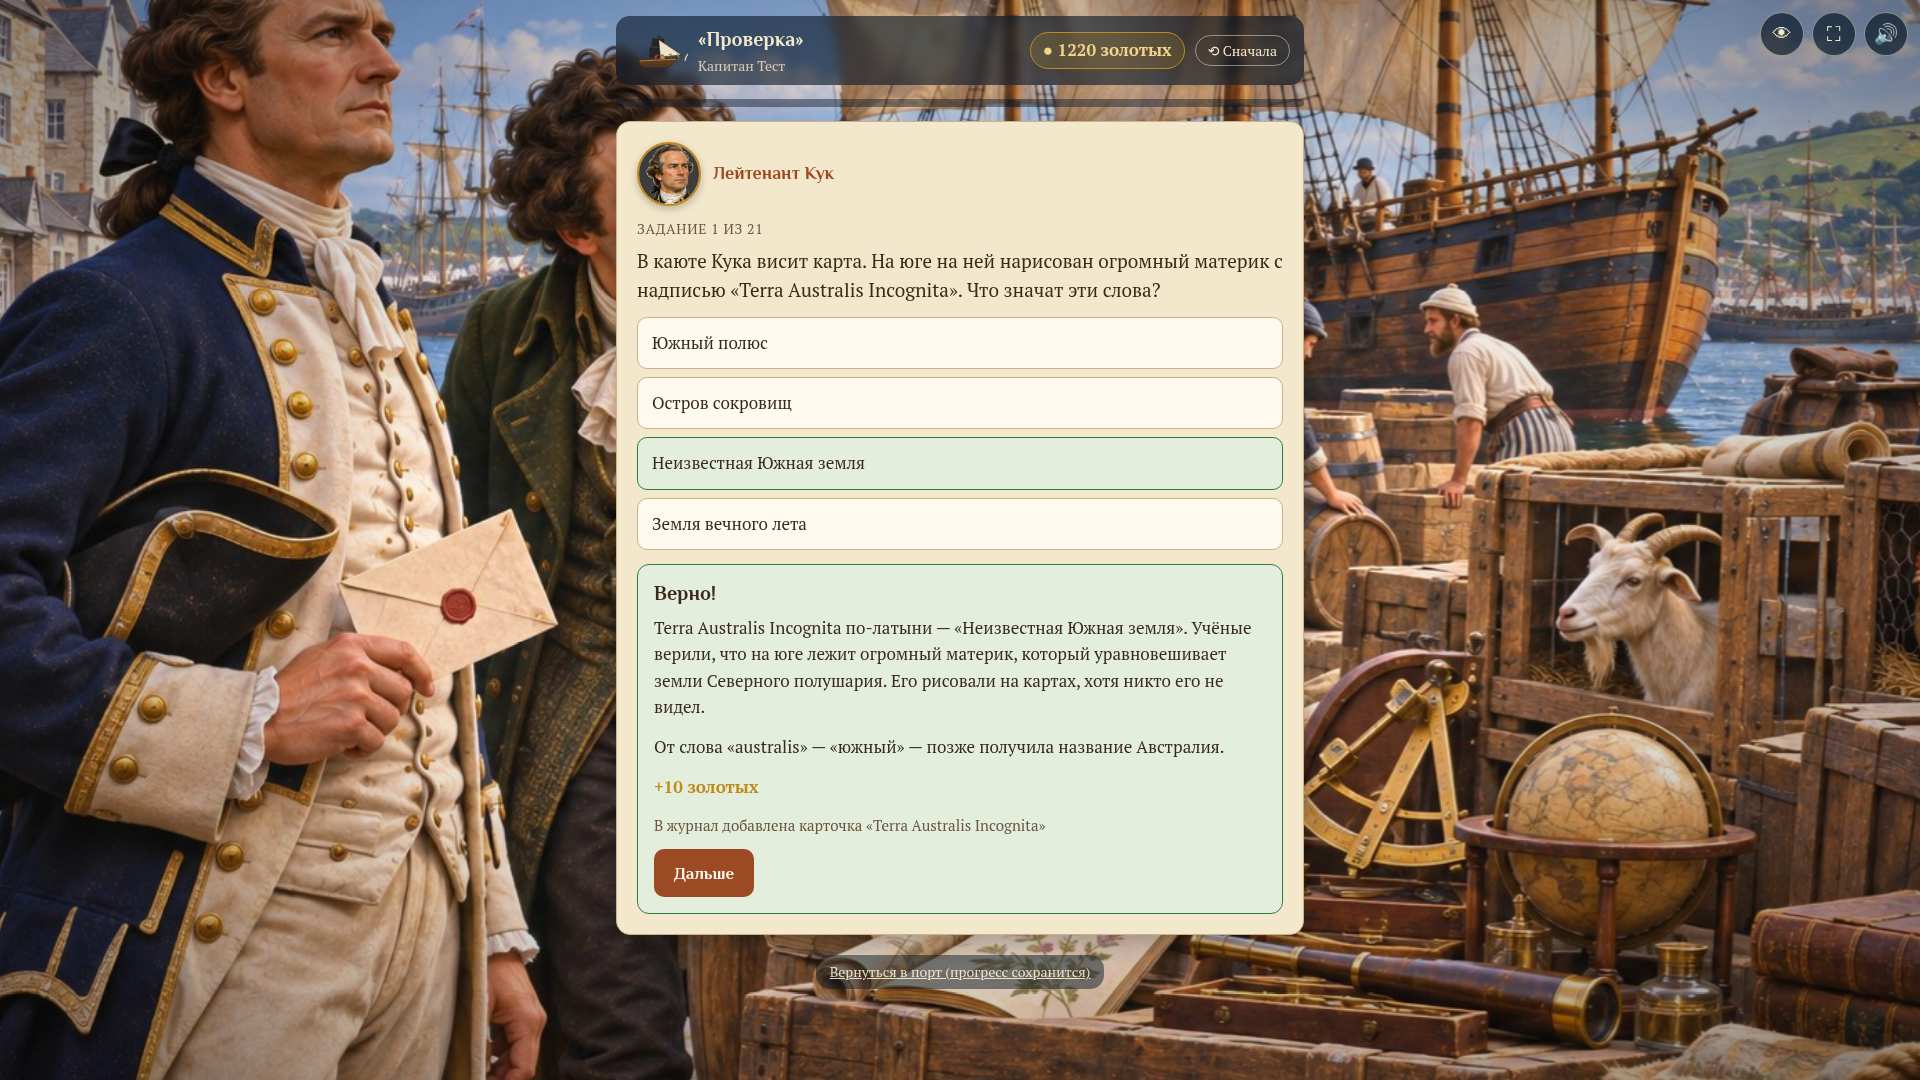 «Проверка»
Капитан Тест
● 1220 золотых
⟲ Сначала
Лейтенант Кук
ЗАДАНИЕ 1 ИЗ 21
В каюте Кука висит карта. На юге на ней нарисован огромный материк с
надписью «Terra Australis Incognita». Что значат эти слова?
Южный полюс
Остров сокровищ
Неизвестная Южная земля
Земля вечного лета
Верно!
Terra Australis Incognita по-латыни — «Неизвестная Южная земля». Учёные
верили, что на юге лежит огромный материк, который уравновешивает
земли Северного полушария. Его рисовали на картах, хотя никто его не
видел.
От слова «australis» — «южный» — позже получила название Австралия.
+10 золотых
В журнал добавлена карточка «Terra Australis Incognita»
Дальше
Вернуться в порт (прогресс сохранится)